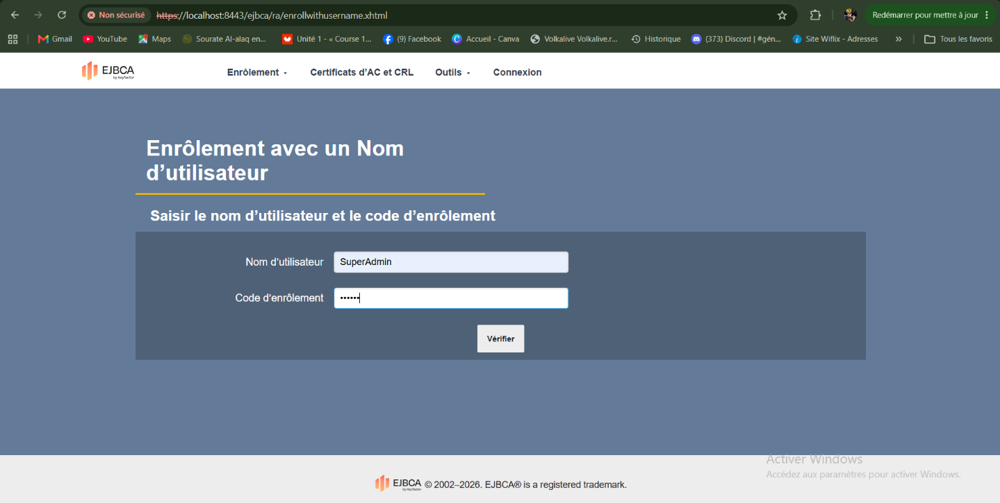 Non sécurisé https://localhost:8443/ejbca/ra/enrollwithusername.xhtml Redémarrer pour mettre à jour
Gmail YouTube Maps Sourate Al-alaq en... Unité 1 - « Course 1... (9) Facebook Accueil - Canva Volkalive Volkalive.r... Historique (373) Discord | #gén... Site Wiflix - Adresses » Tous les favoris
EJBCA
by Keyfactor
Enrôlement Certificats d’AC et CRL Outils Connexion
Enrôlement avec un Nom
d’utilisateur
Saisir le nom d’utilisateur et le code d’enrôlement
Nom d’utilisateur SuperAdmin
Code d’enrôlement ••••••
Vérifier
Activer Windows
Accédez aux paramètres pour activer Windows.
EJBCA
by Keyfactor
© 2002–2026. EJBCA® is a registered trademark.